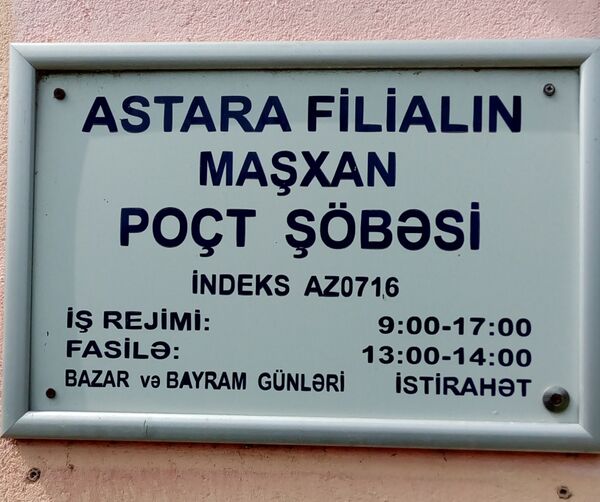 ASTARA FİLİALIN
MAŞXAN
POÇT ŞÖBƏSİ
İNDEKS AZ0716
İŞ REJİMİ: 9:00-17:00
FASİLƏ: 13:00-14:00
BAZAR və BAYRAM GÜNLƏRİ İSTİRAHƏT